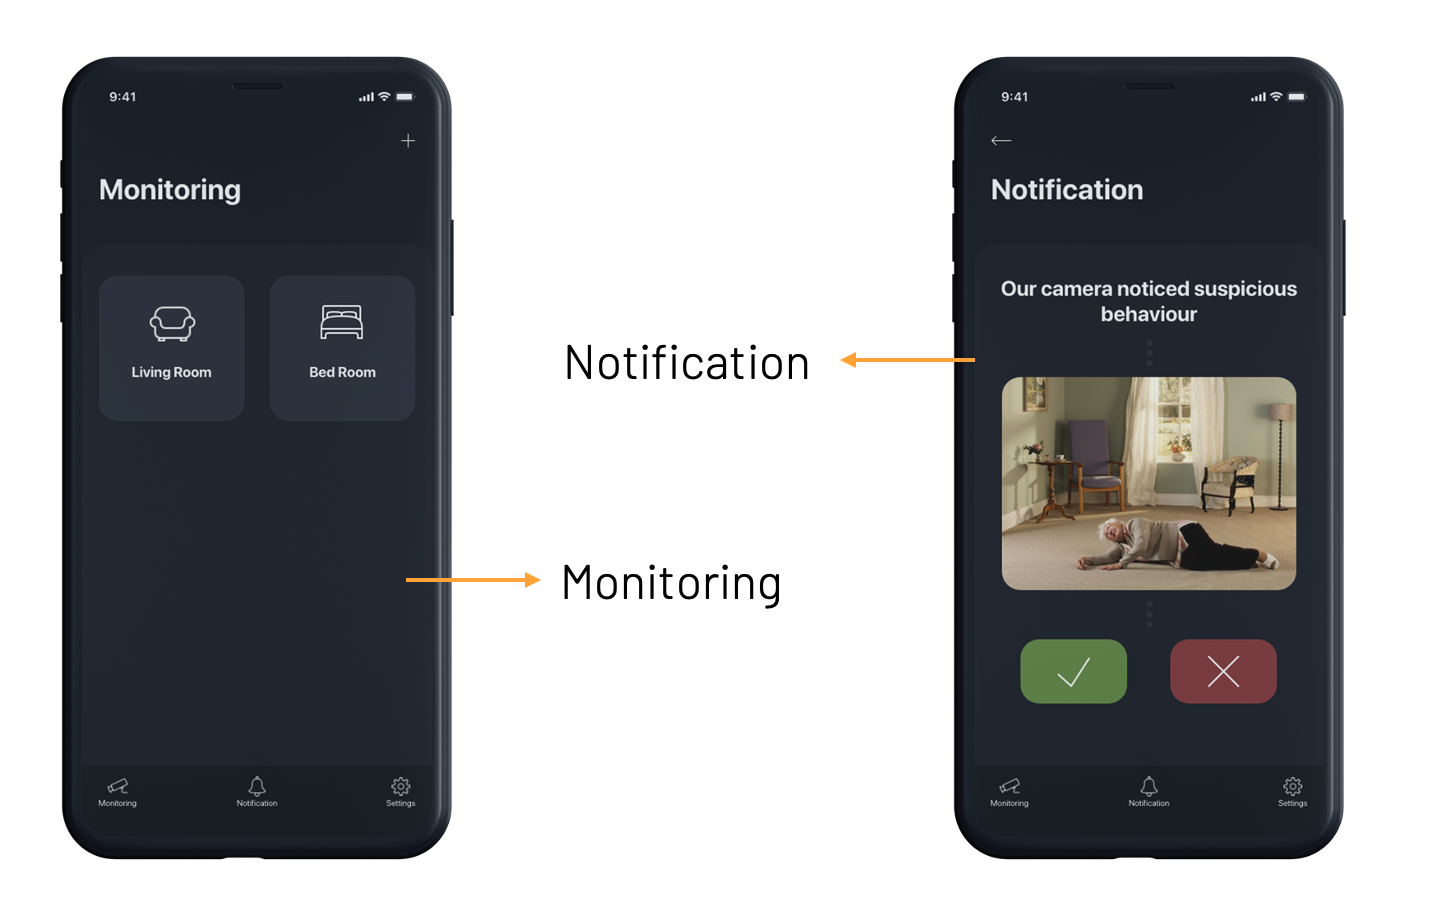 9:41
Monitoring
Living Room
Bed Room
Monitoring
Notification
Settings
Notification
Monitoring
9:41
Notification
Our camera noticed suspicious
behaviour
Monitoring
Notification
Settings